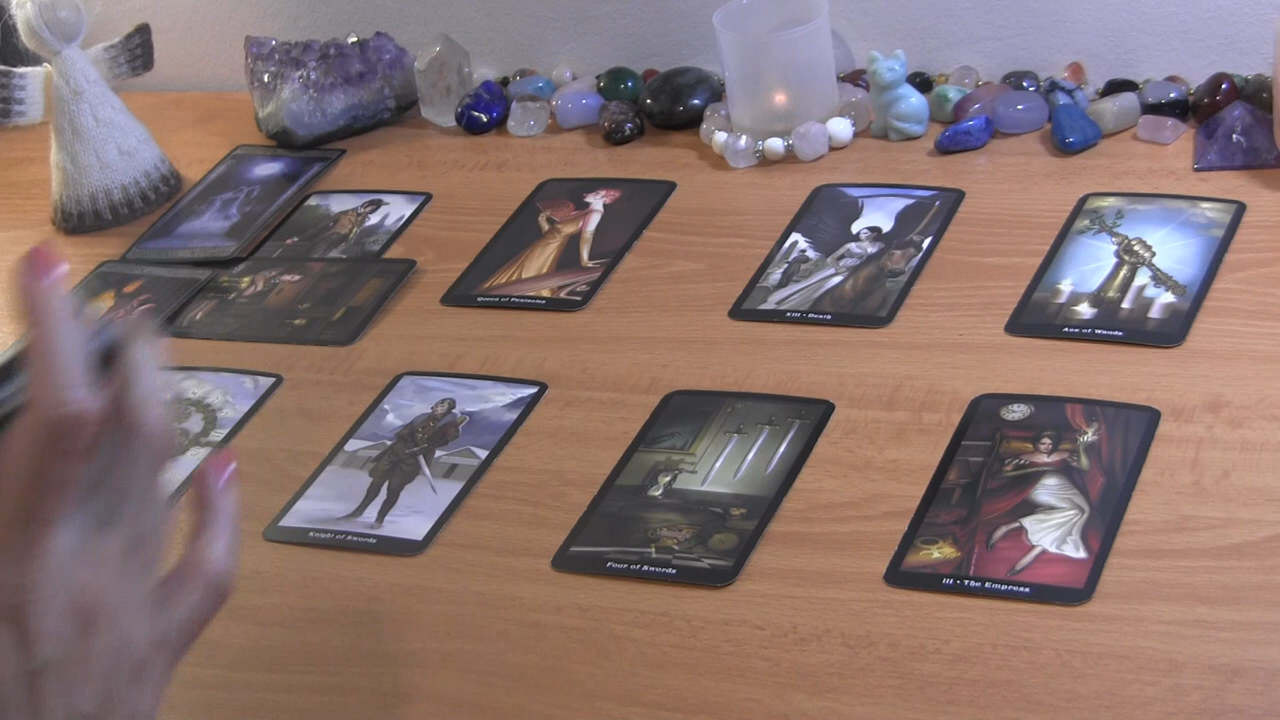 Queen of Pentacles
XIII • Death
Ace of Wands
Knight of Swords
Four of Swords
III • The Empress